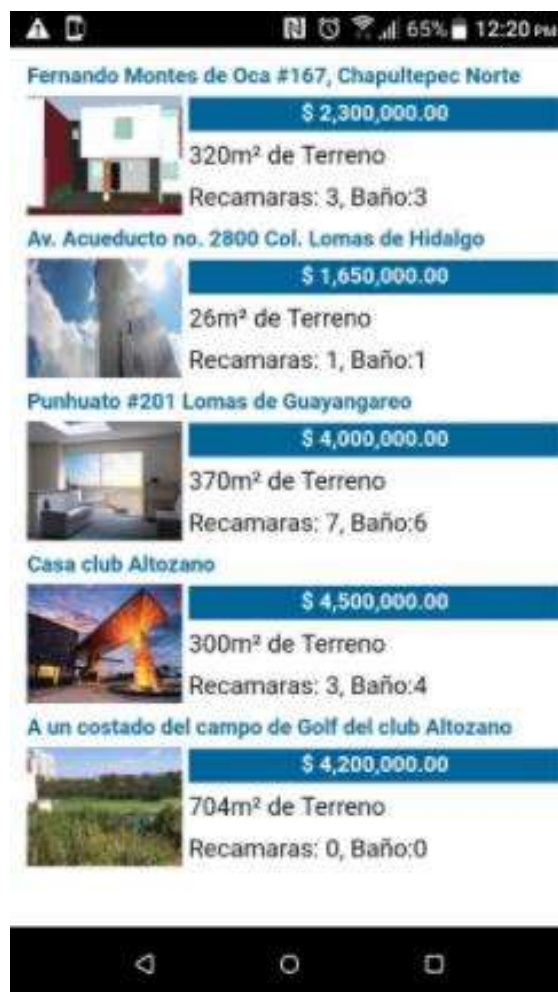 65% 12:20 PM
Fernando Montes de Oca #167, Chapultepec Norte
$ 2,300,000.00
320m² de Terreno
Recamaras: 3, Baño:3
Av. Acueducto no. 2800 Col. Lomas de Hidalgo
$ 1,650,000.00
26m² de Terreno
Recamaras: 1, Baño:1
Punhuato #201 Lomas de Guayangareo
$ 4,000,000.00
370m² de Terreno
Recamaras: 7, Baño:6
Casa club Altozano
$ 4,500,000.00
300m² de Terreno
Recamaras: 3, Baño:4
A un costado del campo de Golf del club Altozano
$ 4,200,000.00
704m² de Terreno
Recamaras: 0, Baño:0